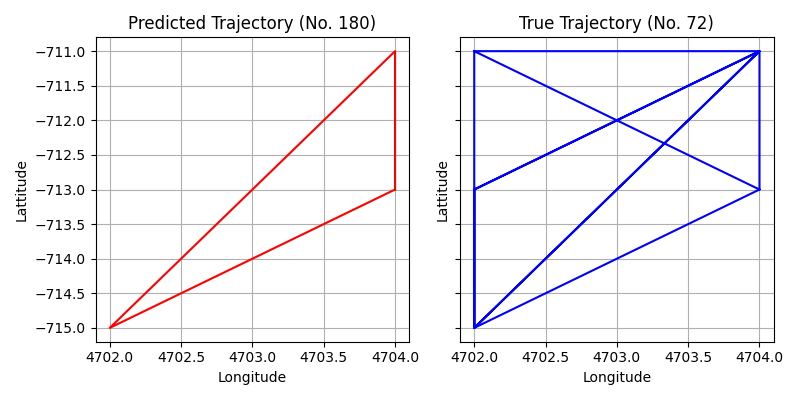 Predicted Trajectory (No. 180)
−711.0
−711.5
−712.0
−712.5
−713.0
−713.5
−714.0
−714.5
−715.0
Lattitude
4702.0 4702.5 4703.0 4703.5 4704.0
Longitude
True Trajectory (No. 72)
Lattitude
4702.0 4702.5 4703.0 4703.5 4704.0
Longitude